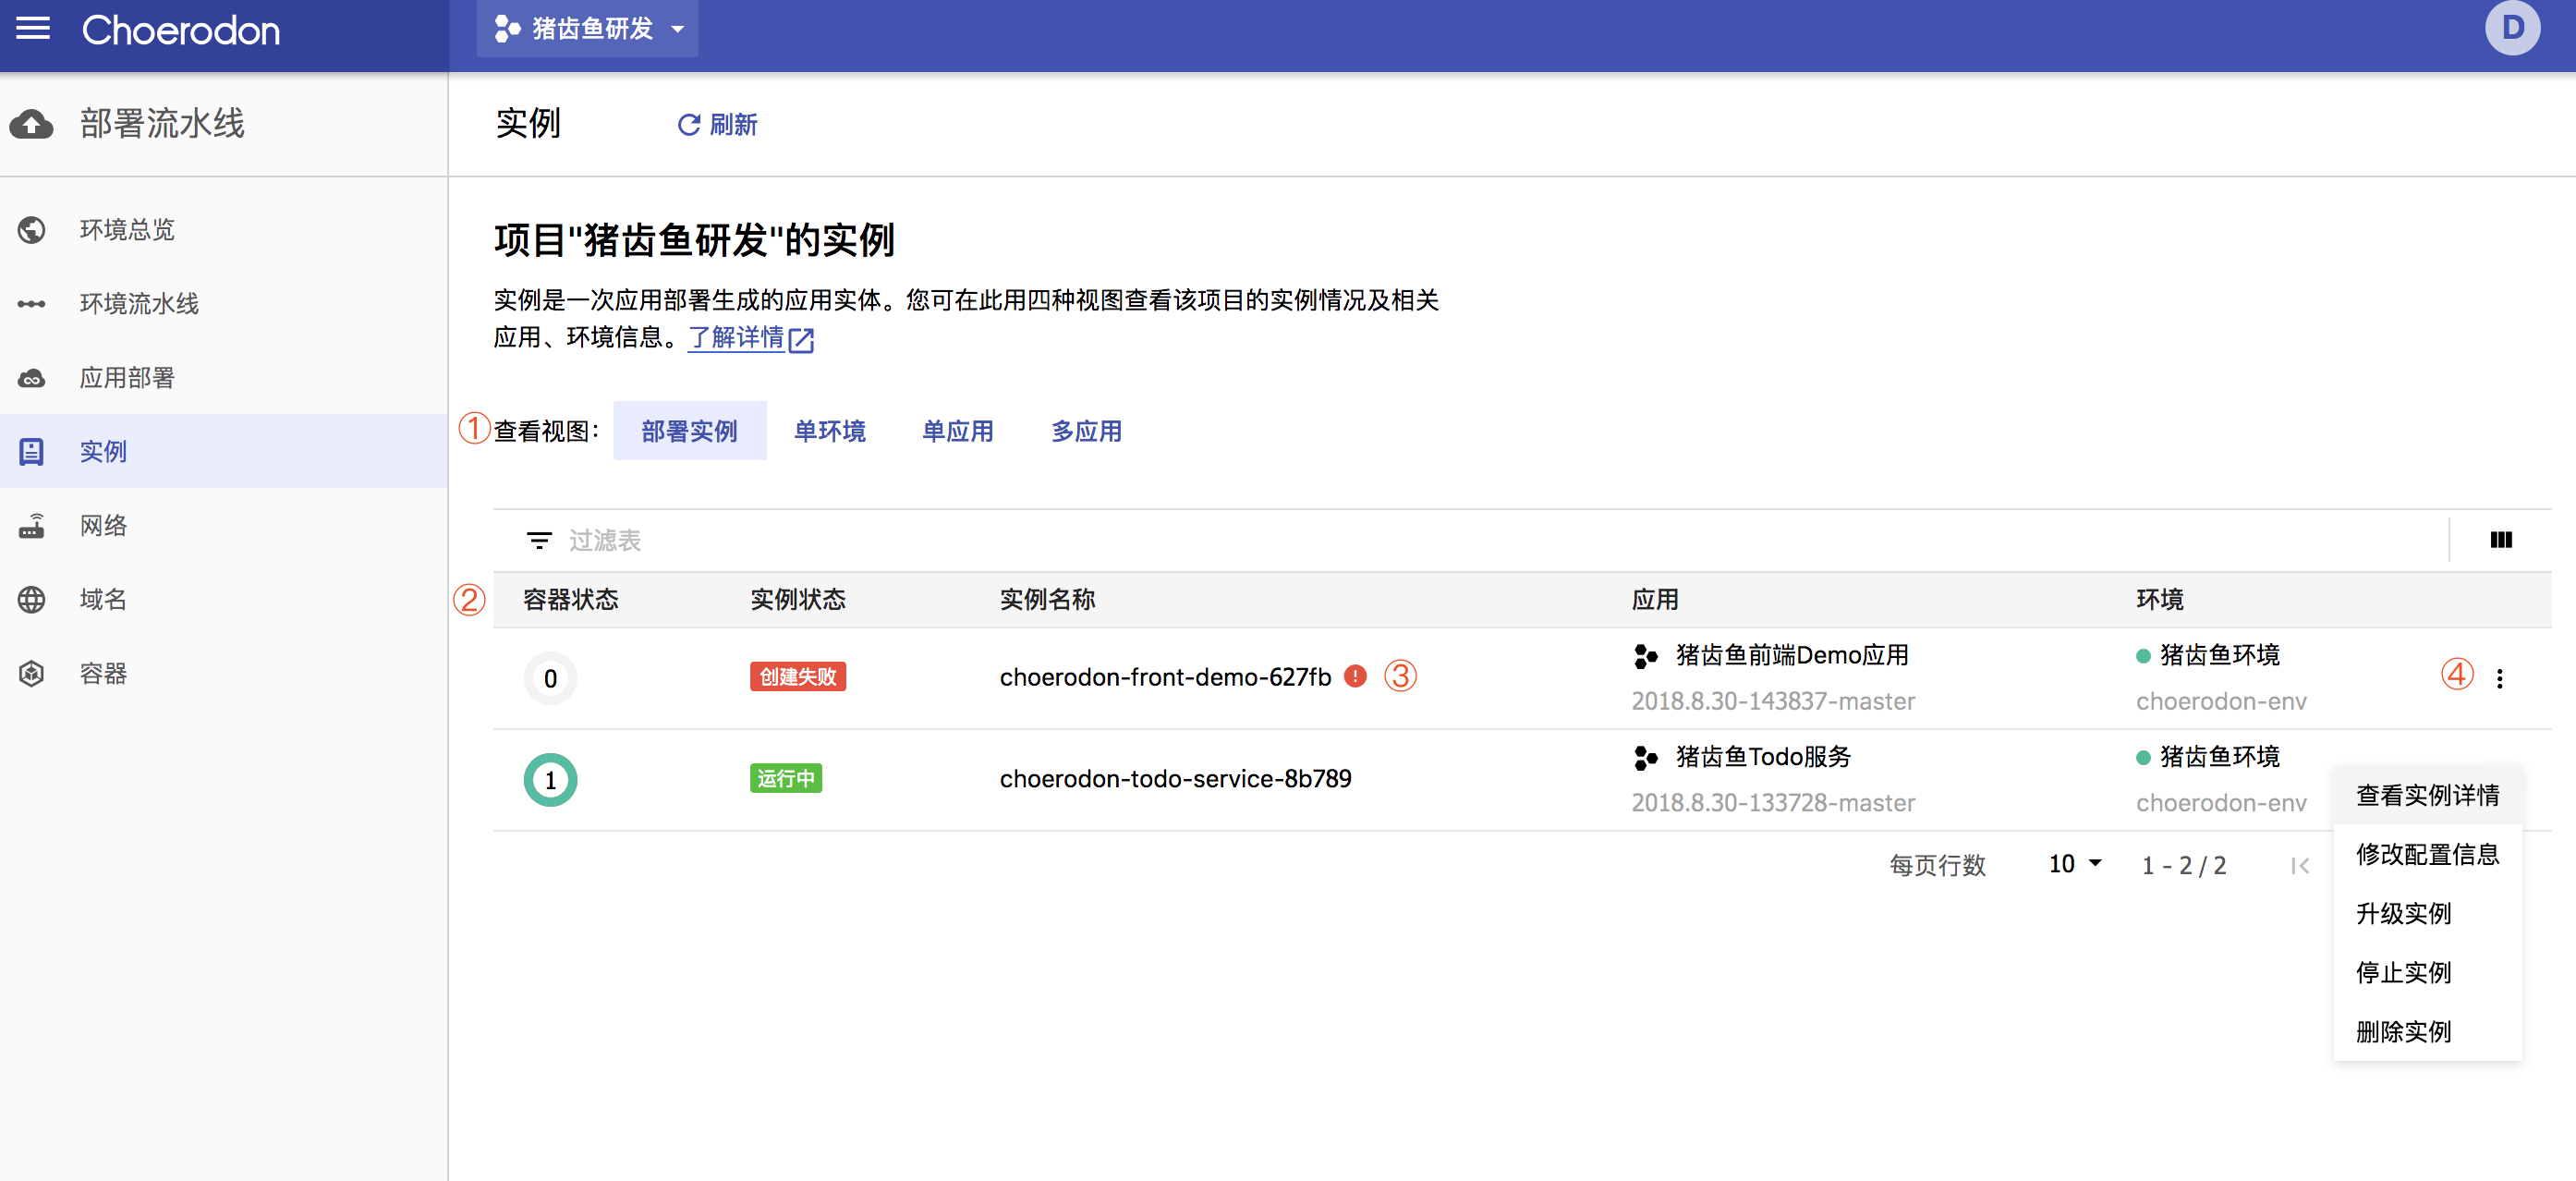 Choerodon
猪齿鱼研发
D
部署流水线
实例
刷新
环境总览
环境流水线
应用部署
实例
网络
域名
容器
项目"猪齿鱼研发"的实例
实例是一次应用部署生成的应用实体。您可在此用四种视图查看该项目的实例情况及相关
应用、环境信息。了解详情
①查看视图： 部署实例 单环境 单应用 多应用
过滤表
② 容器状态 实例状态 实例名称 应用 环境
0 创建失败 choerodon-front-demo-627fb ! ③ 猪齿鱼前端Demo应用 猪齿鱼环境 ④
2018.8.30-143837-master choerodon-env
1 运行中 choerodon-todo-service-8b789 猪齿鱼Todo服务 猪齿鱼环境
2018.8.30-133728-master choerodon-env
每页行数 10 1 - 2 / 2
查看实例详情
修改配置信息
升级实例
停止实例
删除实例